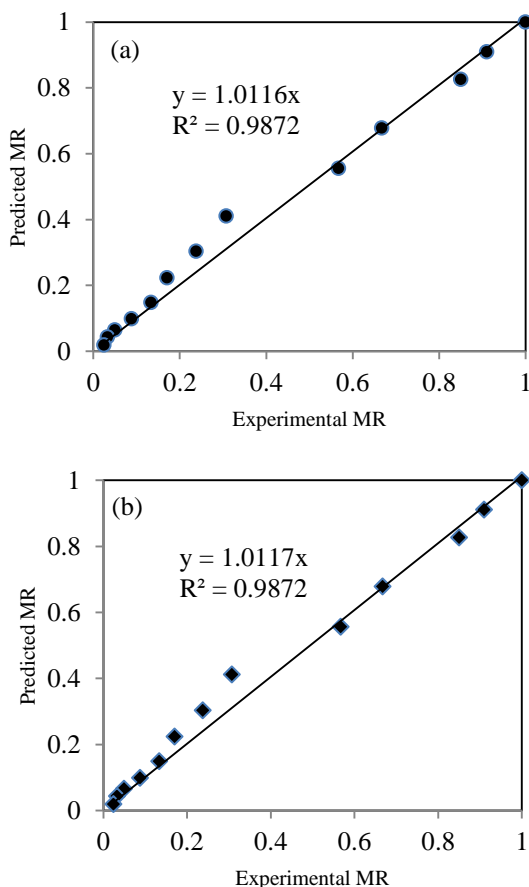 1
(a)
y = 1.0116x
R² = 0.9872
0.8
0.6
0.4
0.2
0
Predicted MR
0 0.2 0.4 0.6 0.8 1
Experimental MR
1
(b)
y = 1.0117x
R² = 0.9872
0.8
0.6
0.4
0.2
0
Predicted MR
0 0.2 0.4 0.6 0.8 1
Experimental MR